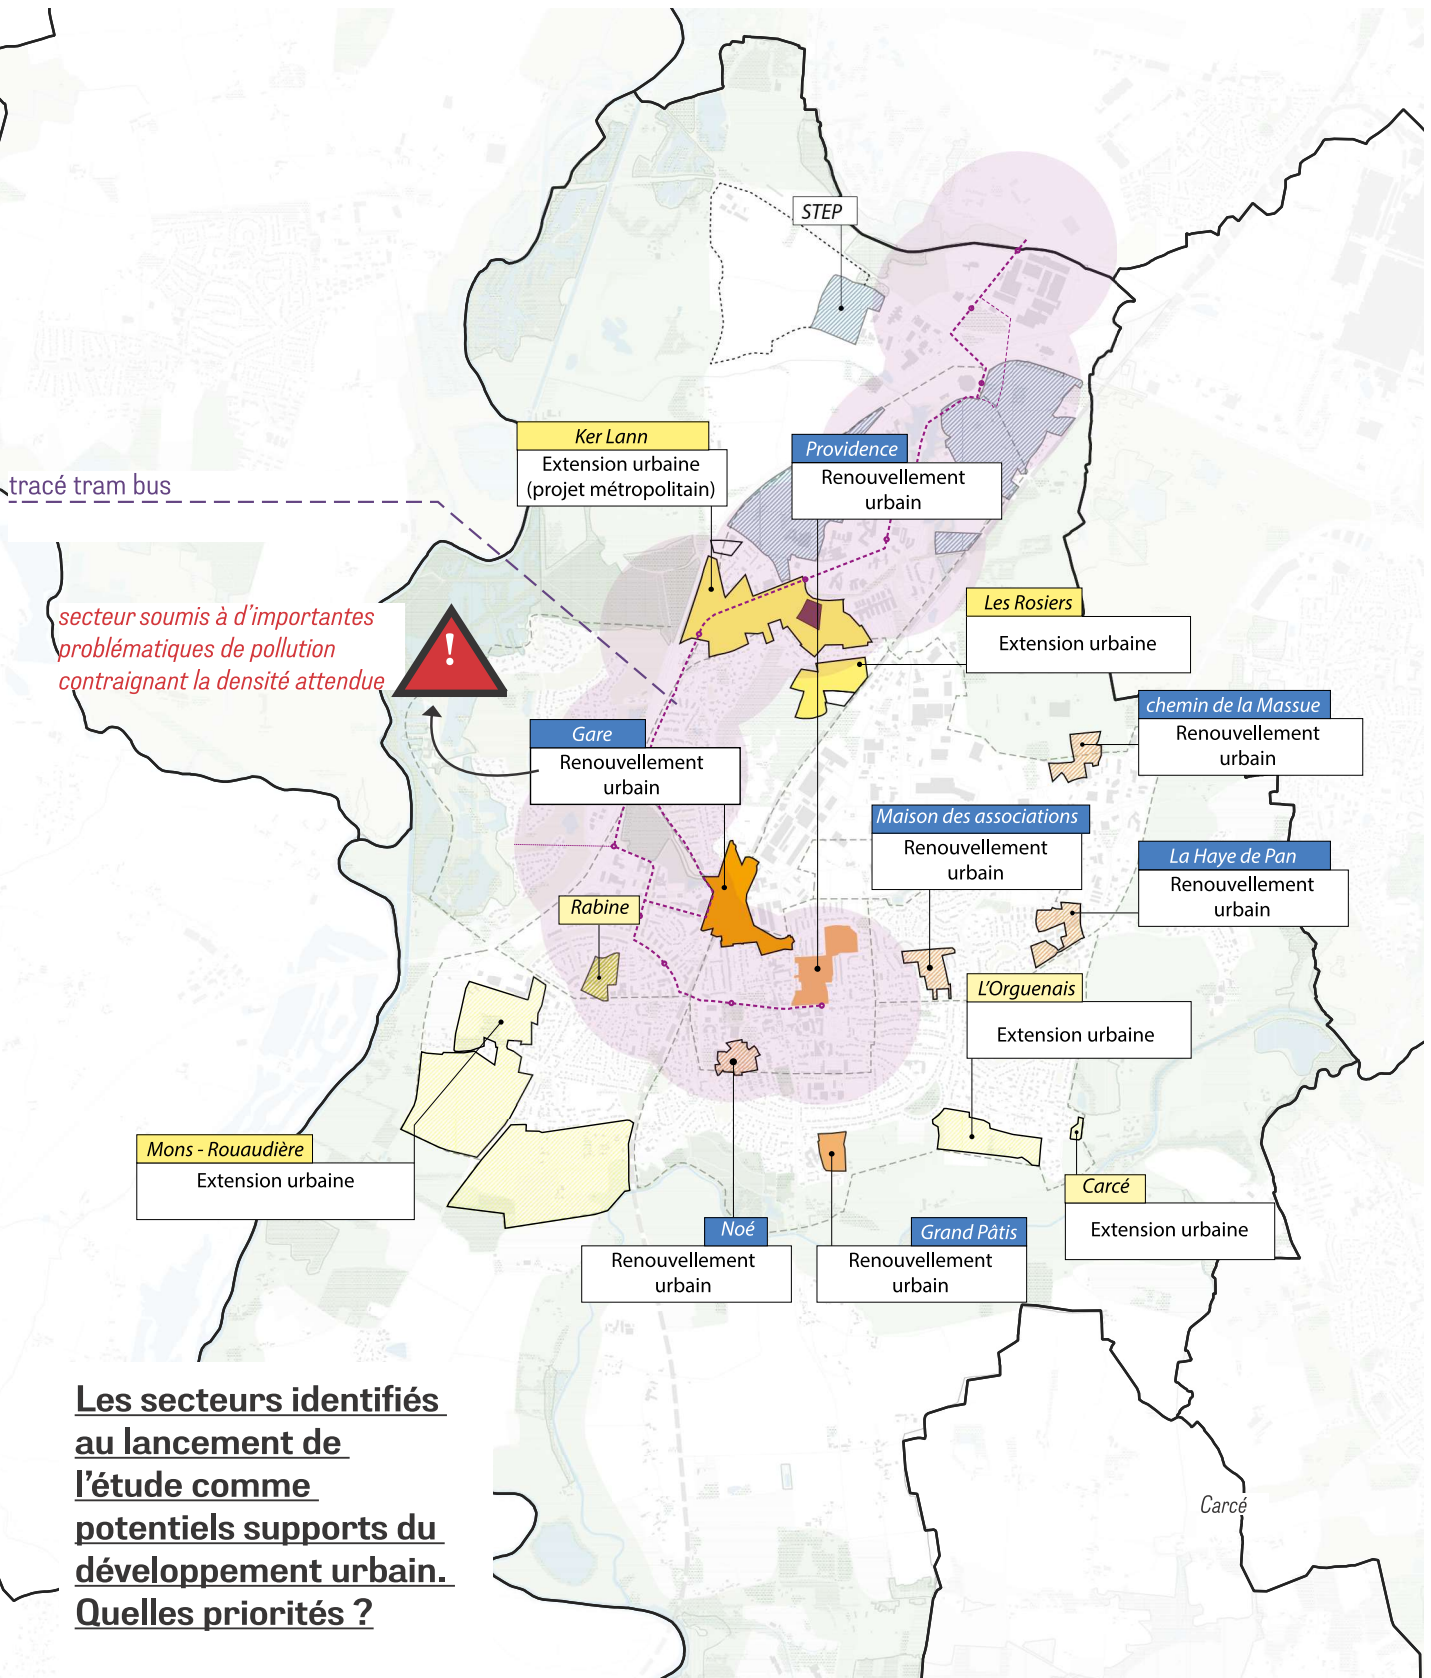 STEP
Ker Lann
Extension urbaine
(projet métropolitain)
Providence
Renouvellement
urbain
tracé tram bus
secteur soumis à d’importantes
problématiques de pollution
contraignant la densité attendue
!
Les Rosiers
Extension urbaine
chemin de la Massue
Renouvellement
urbain
Gare
Renouvellement
urbain
Maison des associations
Renouvellement
urbain
La Haye de Pan
Renouvellement
urbain
Rabine
L’Orguenais
Extension urbaine
Mons - Rouaudière
Extension urbaine
Carcé
Extension urbaine
Noé
Renouvellement
urbain
Grand Pâtis
Renouvellement
urbain
Les secteurs identifiés
au lancement de
l’étude comme
potentiels supports du
développement urbain.
Quelles priorités ?
Carcé